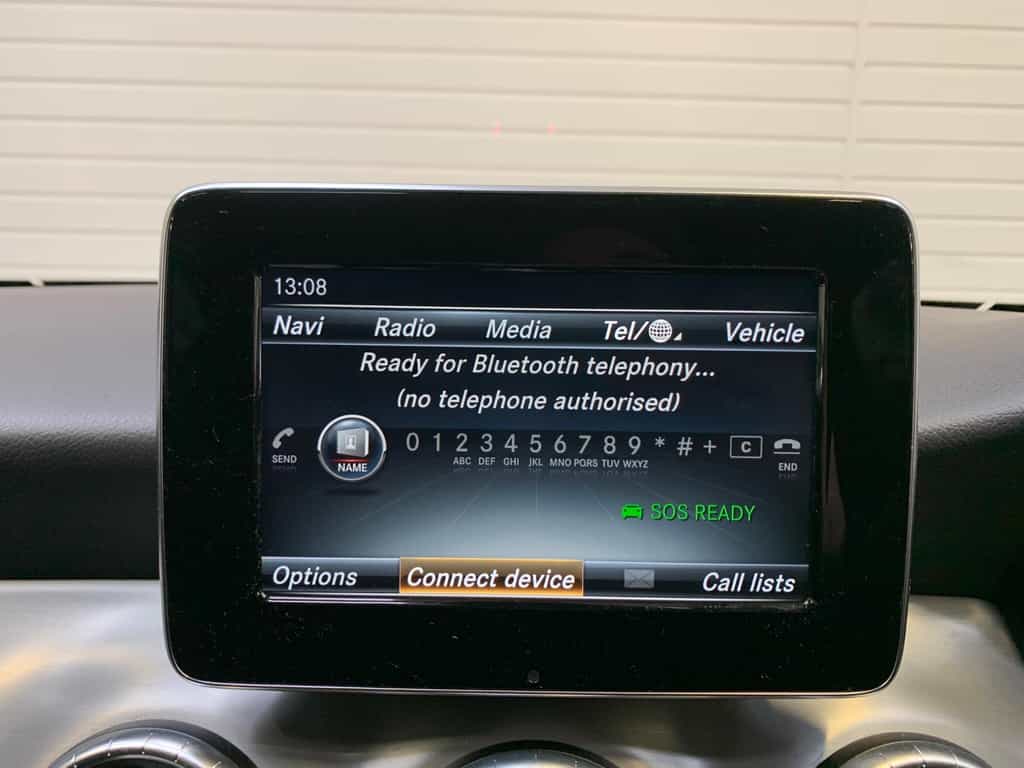 13:08
Navi Radio Media Tel/ Vehicle
Ready for Bluetooth telephony...
(no telephone authorised)
SEND NAME 0 1 2 3 4 5 6 7 8 9 * # + C END
ABC DEF GHI JKL MNO PQRS TUV WXYZ
SOS READY
Options Connect device Call lists